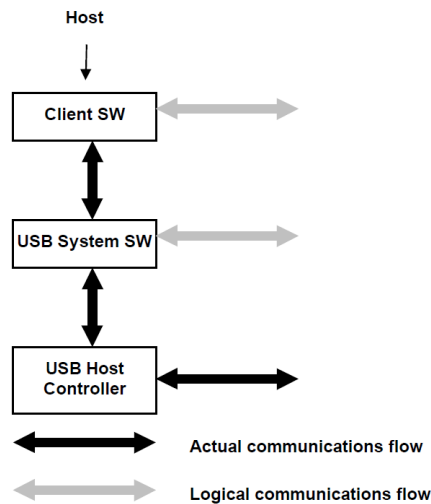 Host
Client SW
USB System SW
USB Host
Controller
Actual communications flow
Logical communications flow